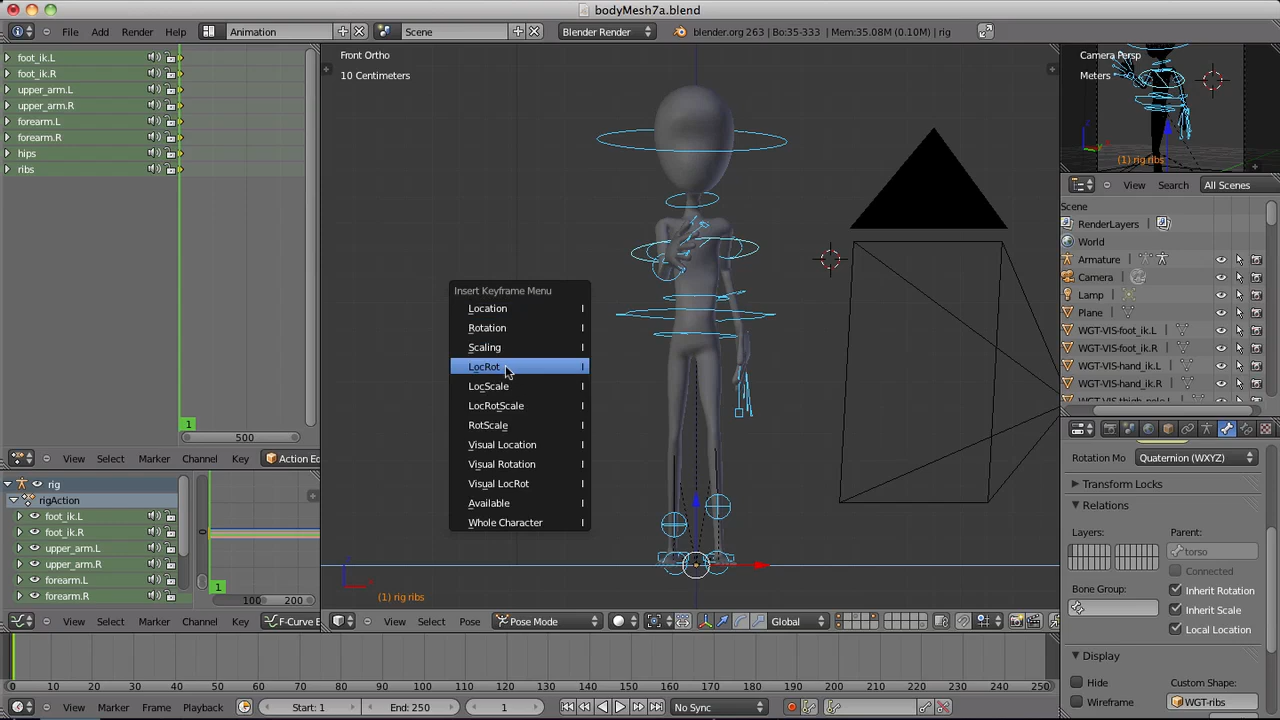 bodyMesh7a.blend
File Add Render Help Animation Scene Blender Render blender.org 263 | Bo:35-333 | Mem:35.08M (0.10M) | rig
foot_ik.L
foot_ik.R
upper_arm.L
upper_arm.R
forearm.L
forearm.R
hips
ribs
1
500
View Select Marker Channel Key Action Ed
rig
rigAction
foot_ik.L
foot_ik.R
upper_arm.L
upper_arm.R
forearm.L
forearm.R
1
100 200
View Select Marker Channel Key F-Curve E
Front Ortho
10 Centimeters
Insert Keyframe Menu
Location I
Rotation I
Scaling I
LocRot I
LocScale I
LocRotScale I
RotScale I
Visual Location I
Visual Rotation I
Visual LocRot I
Available I
Whole Character I
(1) rig ribs
View Select Pose Pose Mode Global
Camera Persp
Meters
(1) rig ribs
View Search All Scenes
Scene
RenderLayers
World
Armature
Camera
Lamp
Plane
WGT-VIS-foot_ik.L
WGT-VIS-foot_ik.R
WGT-VIS-hand_ik.L
WGT-VIS-hand_ik.R
Rotation Mo Quaternion (WXYZ)
Transform Locks
Relations
Layers: Parent:
torso
Connected
Bone Group: Inherit Rotation
Inherit Scale
Local Location
Display
Hide Custom Shape:
Wireframe WGT-ribs
0 10 20 30 40 50 60 70 80 90 100 110 120 130 140 150 160 170 180 190 200 210 220 230 240 250
View Marker Frame Playback Start: 1 End: 250 1 No Sync